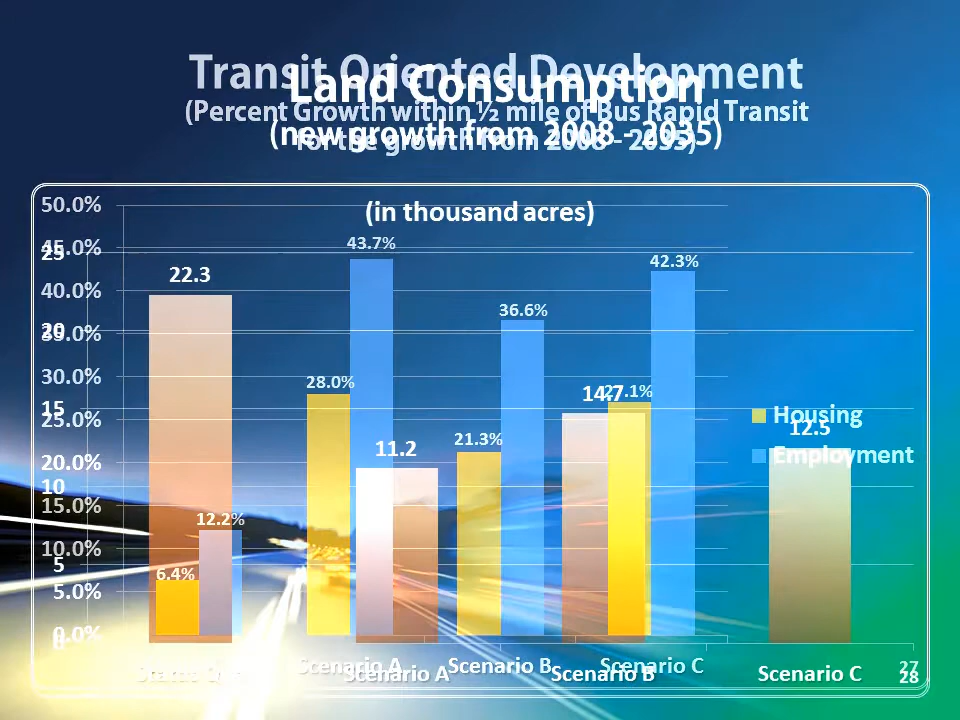 Transit Oriented Development
Land Consumption
(Percent Growth within ½ mile of Bus Rapid Transit
for the growth from 2008 - 2035)
(new growth from 2008 - 2035)
(in thousand acres)
50.0%
45.0%
40.0%
35.0%
30.0%
25.0%
20.0%
15.0%
10.0%
5.0%
0.0%
25
20
15
10
5
0
6.4%
12.2%
28.0%
43.7%
21.3%
36.6%
27.1%
42.3%
22.3
11.2
14.7
12.5
Housing
Employment
Scenario A
Scenario B
Scenario C
Scenario A
Scenario B
Scenario C
27
28